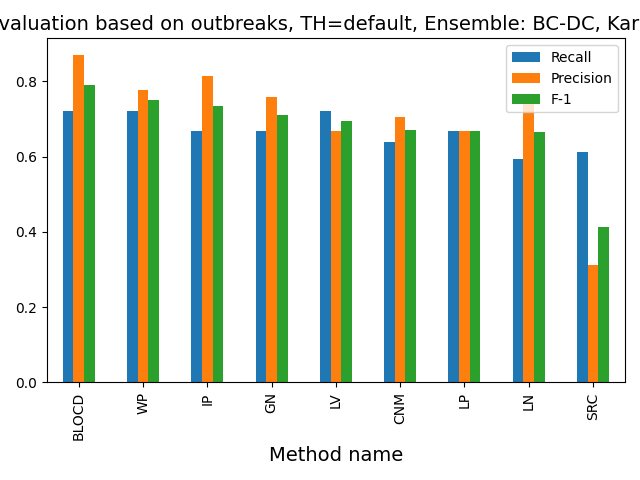 valuation based on outbreaks, TH=default, Ensemble: BC-DC, Kar
Recall
Precision
F-1
0.8
0.6
0.4
0.2
0.0
BLOCD
WP
IP
GN
LV
CNM
LP
LN
SRC
Method name